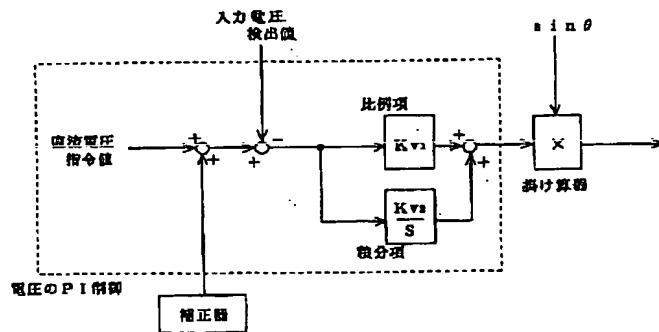 入力電圧
検出値
sinθ
直流電圧
指令値
+
+
+
-
比例項
Kv1
+
-
+
×
掛け算器
Kv2
S
積分項
電圧のPI制御
補正器